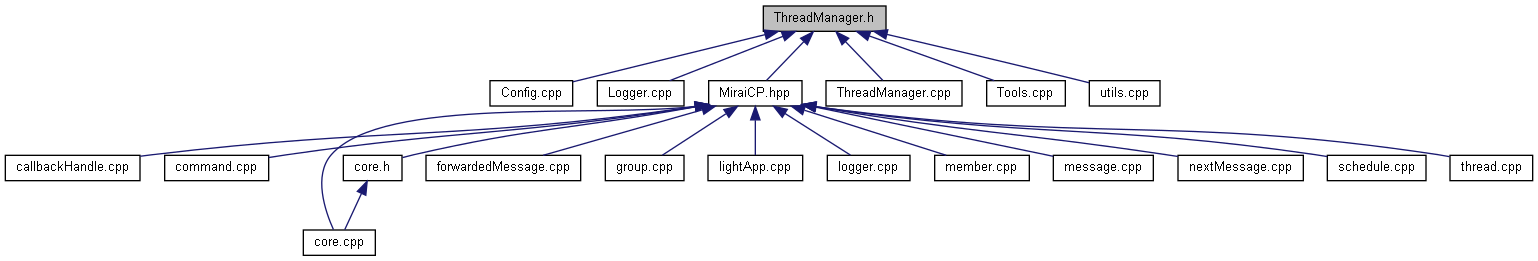 ThreadManager.h
Config.cpp
Logger.cpp
MiraiCP.hpp
ThreadManager.cpp
Tools.cpp
utils.cpp
callbackHandle.cpp
command.cpp
core.h
forwardedMessage.cpp
group.cpp
lightApp.cpp
logger.cpp
member.cpp
message.cpp
nextMessage.cpp
schedule.cpp
thread.cpp
core.cpp